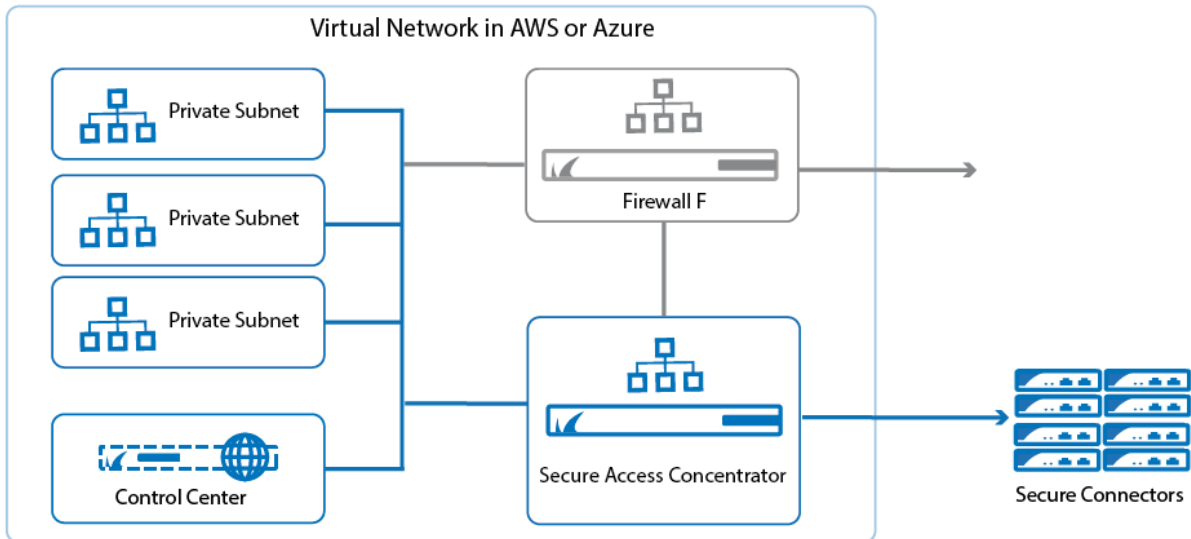 Virtual Network in AWS or Azure
Private Subnet
Private Subnet
Private Subnet
Control Center
Firewall F
Secure Access Concentrator
Secure Connectors